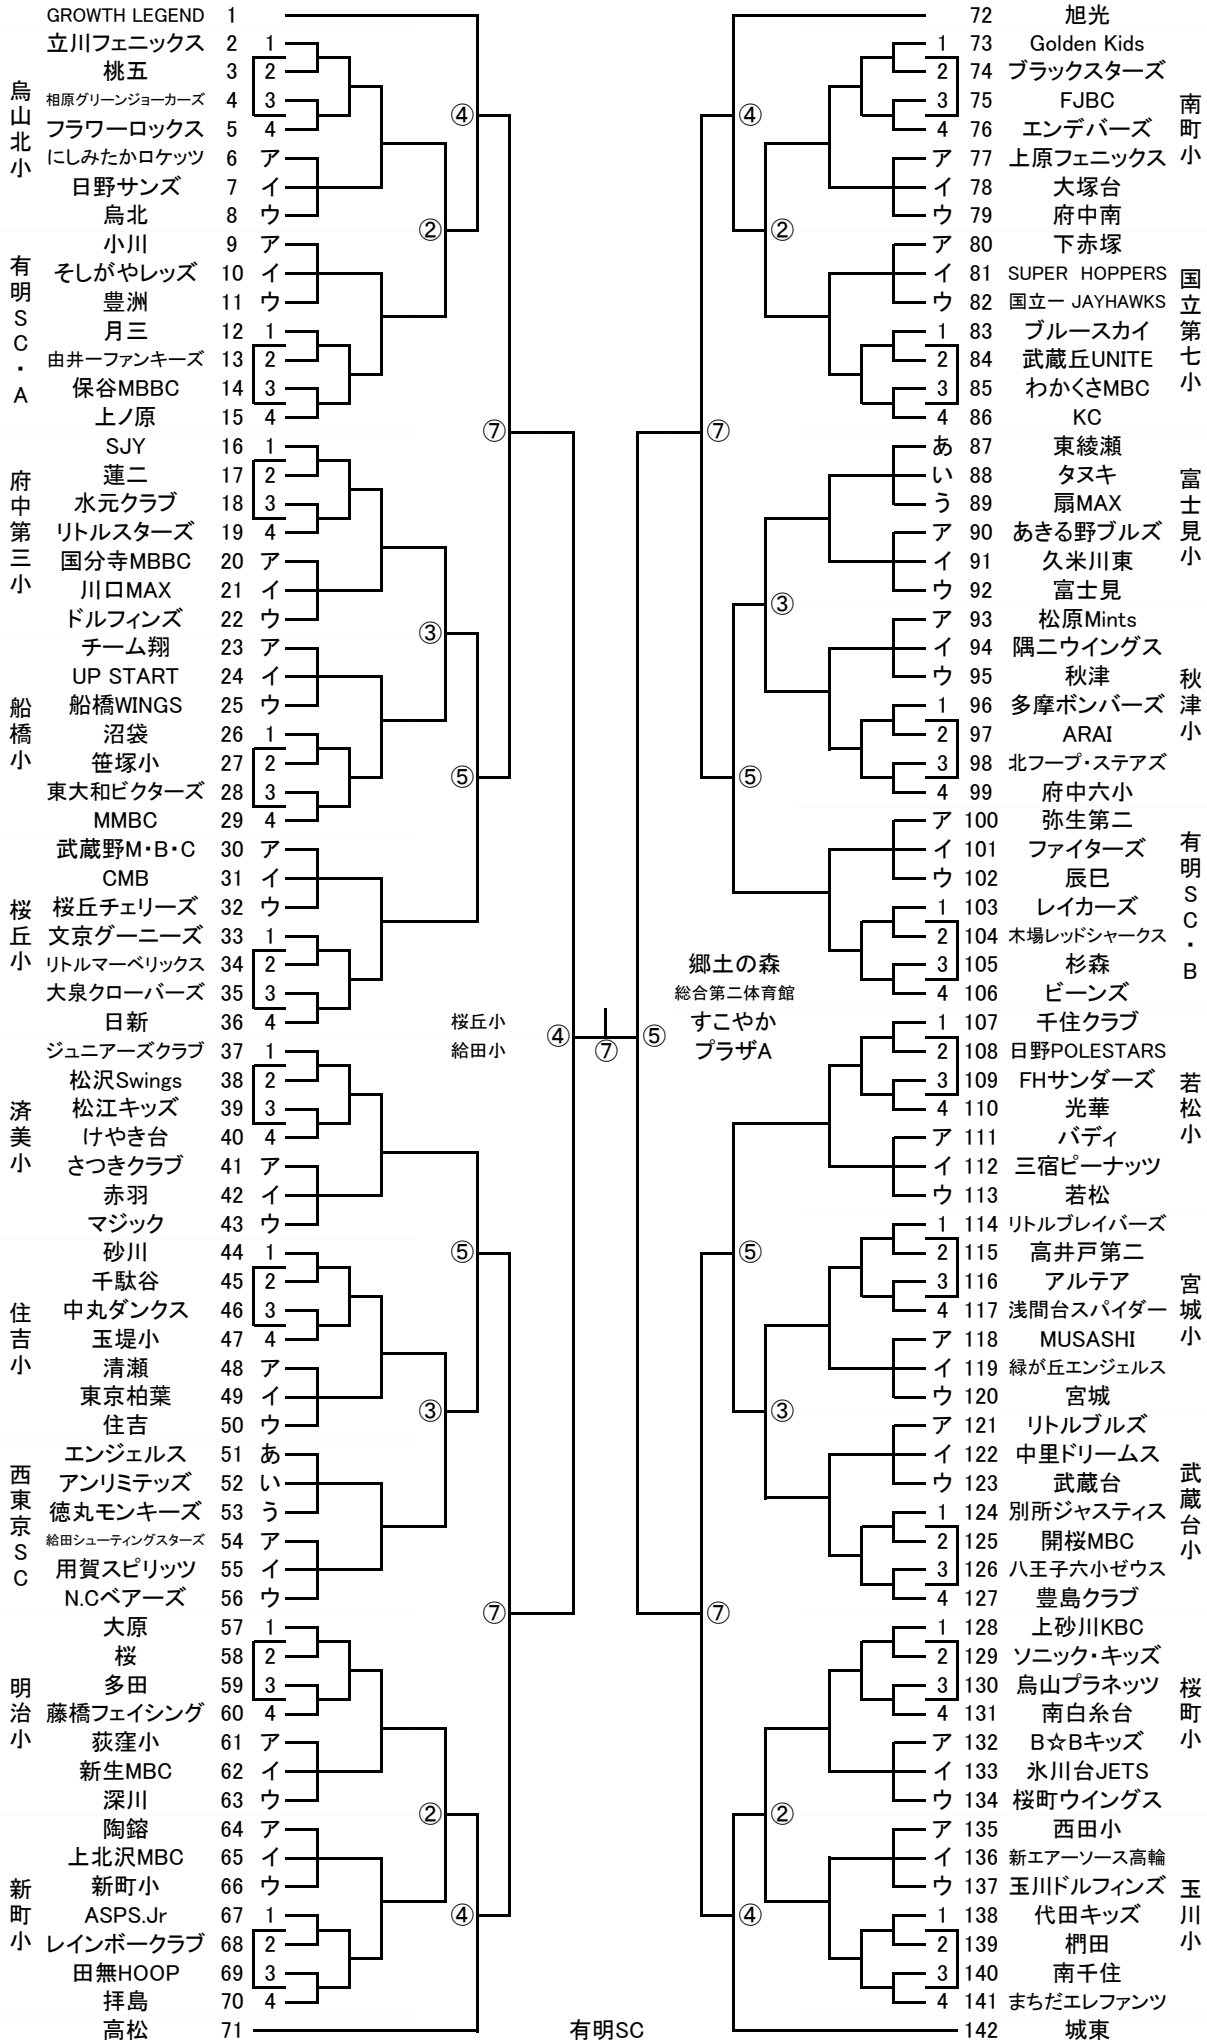 GROWTH LEGEND 1
立川フェニックス 2 1
桃五 3 2
相原グリーンジョーカーズ 4 3
フラワーロックス 5 4
にしみたかロケッツ 6 ア
日野サンズ 7 イ
烏北 8 ウ
烏山北小
小川 9 ア
そしがやレッズ 10 イ
豊洲 11 ウ
月三 12 1
由井一ファンキーズ 13 2
保谷MBBC 14 3
上ノ原 15 4
有明SC・A
SJY 16 1
蓮二 17 2
水元クラブ 18 3
リトルスターズ 19 4
国分寺MBBC 20 ア
川口MAX 21 イ
ドルフィンズ 22 ウ
府中第三小
チーム翔 23 ア
UP START 24 イ
船橋WINGS 25 ウ
沼袋 26 1
笹塚小 27 2
東大和ビクターズ 28 3
MMBC 29 4
船橋小
武蔵野M・B・C 30 ア
CMB 31 イ
桜丘チェリーズ 32 ウ
文京グーニーズ 33 1
リトルマーベリックス 34 2
大泉クローバーズ 35 3
日新 36 4
桜丘小
ジュニアーズクラブ 37 1
松沢Swings 38 2
松江キッズ 39 3
けやき台 40 4
さつきクラブ 41 ア
赤羽 42 イ
マジック 43 ウ
済美小
砂川 44 1
千駄谷 45 2
中丸ダンクス 46 3
玉堤小 47 4
清瀬 48 ア
東京柏葉 49 イ
住吉 50 ウ
住吉小
エンジェルス 51 あ
アンリミテッズ 52 い
徳丸モンキーズ 53 う
給田シューティングスターズ 54 ア
用賀スピリッツ 55 イ
N.Cベアーズ 56 ウ
西東京SC
大原 57 1
桜 58 2
多田 59 3
藤橋フェイシング 60 4
荻窪小 61 ア
新生MBC 62 イ
深川 63 ウ
明治小
陶鎔 64 ア
上北沢MBC 65 イ
新町小 66 ウ
ASPS.Jr 67 1
レインボークラブ 68 2
田無HOOP 69 3
拝島 70 4
新町小
高松 71
④
②
⑦
③
⑤
⑤
③
⑦
②
④
桜丘小
給田小
④
⑦
⑤
郷土の森
総合第二体育館
すこやか
プラザA
有明SC
④
②
⑦
③
⑤
⑤
③
⑦
②
④
72 旭光
1 73 Golden Kids
2 74 ブラックスターズ
3 75 FJBC
4 76 エンデバーズ
ア 77 上原フェニックス
イ 78 大塚台
ウ 79 府中南
南町小
ア 80 下赤塚
イ 81 SUPER HOPPERS
ウ 82 国立一 JAYHAWKS
1 83 ブルースカイ
2 84 武蔵丘UNITE
3 85 わかくさMBC
4 86 KC
国立第七小
あ 87 東綾瀬
い 88 タヌキ
う 89 扇MAX
ア 90 あきる野ブルズ
イ 91 久米川東
ウ 92 富士見
富士見小
ア 93 松原Mints
イ 94 隅二ウイングス
ウ 95 秋津
1 96 多摩ボンバーズ
2 97 ARAI
3 98 北フープ・ステアズ
4 99 府中六小
秋津小
ア 100 弥生第二
イ 101 ファイターズ
ウ 102 辰巳
1 103 レイカーズ
2 104 木場レッドシャークス
3 105 杉森
4 106 ビーンズ
有明SC・B
1 107 千住クラブ
2 108 日野POLESTARS
3 109 FHサンダーズ
4 110 光華
ア 111 バディ
イ 112 三宿ピーナッツ
ウ 113 若松
若松小
1 114 リトルブレイバーズ
2 115 高井戸第二
3 116 アルテア
4 117 浅間台スパイダー
ア 118 MUSASHI
イ 119 緑が丘エンジェルス
ウ 120 宮城
宮城小
ア 121 リトルブルズ
イ 122 中里ドリームス
ウ 123 武蔵台
1 124 別所ジャスティス
2 125 開桜MBC
3 126 八王子六小ゼウス
4 127 豊島クラブ
武蔵台小
1 128 上砂川KBC
2 129 ソニック・キッズ
3 130 烏山プラネッツ
4 131 南白糸台
ア 132 B☆Bキッズ
イ 133 氷川台JETS
ウ 134 桜町ウイングス
桜町小
ア 135 西田小
イ 136 新エアーソース高輪
ウ 137 玉川ドルフィンズ
1 138 代田キッズ
2 139 椚田
3 140 南千住
4 141 まちだエレファンツ
玉川小
142 城東